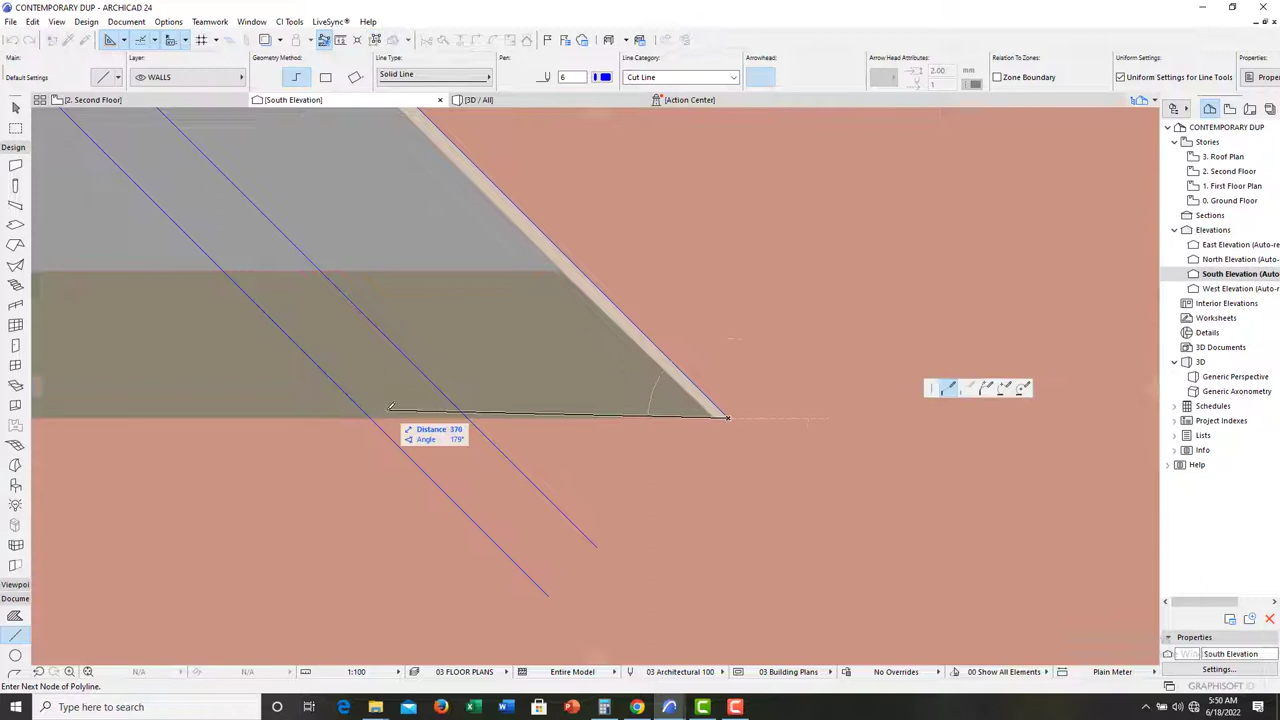 CONTEMPORARY DUP - ARCHICAD 24
File Edit View Design Document Options Teamwork Window CI Tools LiveSync® Help
Main: Layer: Geometry Method: Line Type: Pen: Line Category: Arrowhead: Arrow Head Attributes: Relation To Zones: Uniform Settings: Properties:
Default Settings WALLS Solid Line 6 Cut Line 2.00 mm 1 Zone Boundary Uniform Settings for Line Tools Proper
[2. Second Floor] [South Elevation] [3D / All] [Action Center]
Design
Distance 370
Angle 179°
CONTEMPORARY DUP
Stories
3. Roof Plan
2. Second Floor
1. First Floor Plan
0. Ground Floor
Sections
Elevations
East Elevation (Auto-re
North Elevation (Auto-
South Elevation (Auto
West Elevation (Auto-r
Interior Elevations
Worksheets
Details
3D Documents
3D
Generic Perspective
Generic Axonometry
Schedules
Project Indexes
Lists
Info
Help
Properties
South Elevation
Settings...
Viewpoi
Docume
N/A N/A 1:100 03 FLOOR PLANS Entire Model 03 Architectural 100 03 Building Plans No Overrides 00 Show All Elements Plain Meter
Enter Next Node of Polyline.
GRAPHISOFT
Type here to search
5:50 AM
6/18/2022